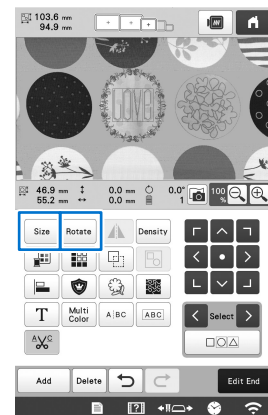 103.6 mm
94.9 mm
LOVE
46.9 mm 0.0 mm 0.0° 100 %
55.2 mm 0.0 mm 1
Size Rotate Density
T Multi Color A BC ABC
Select
A C
Add Delete Edit End